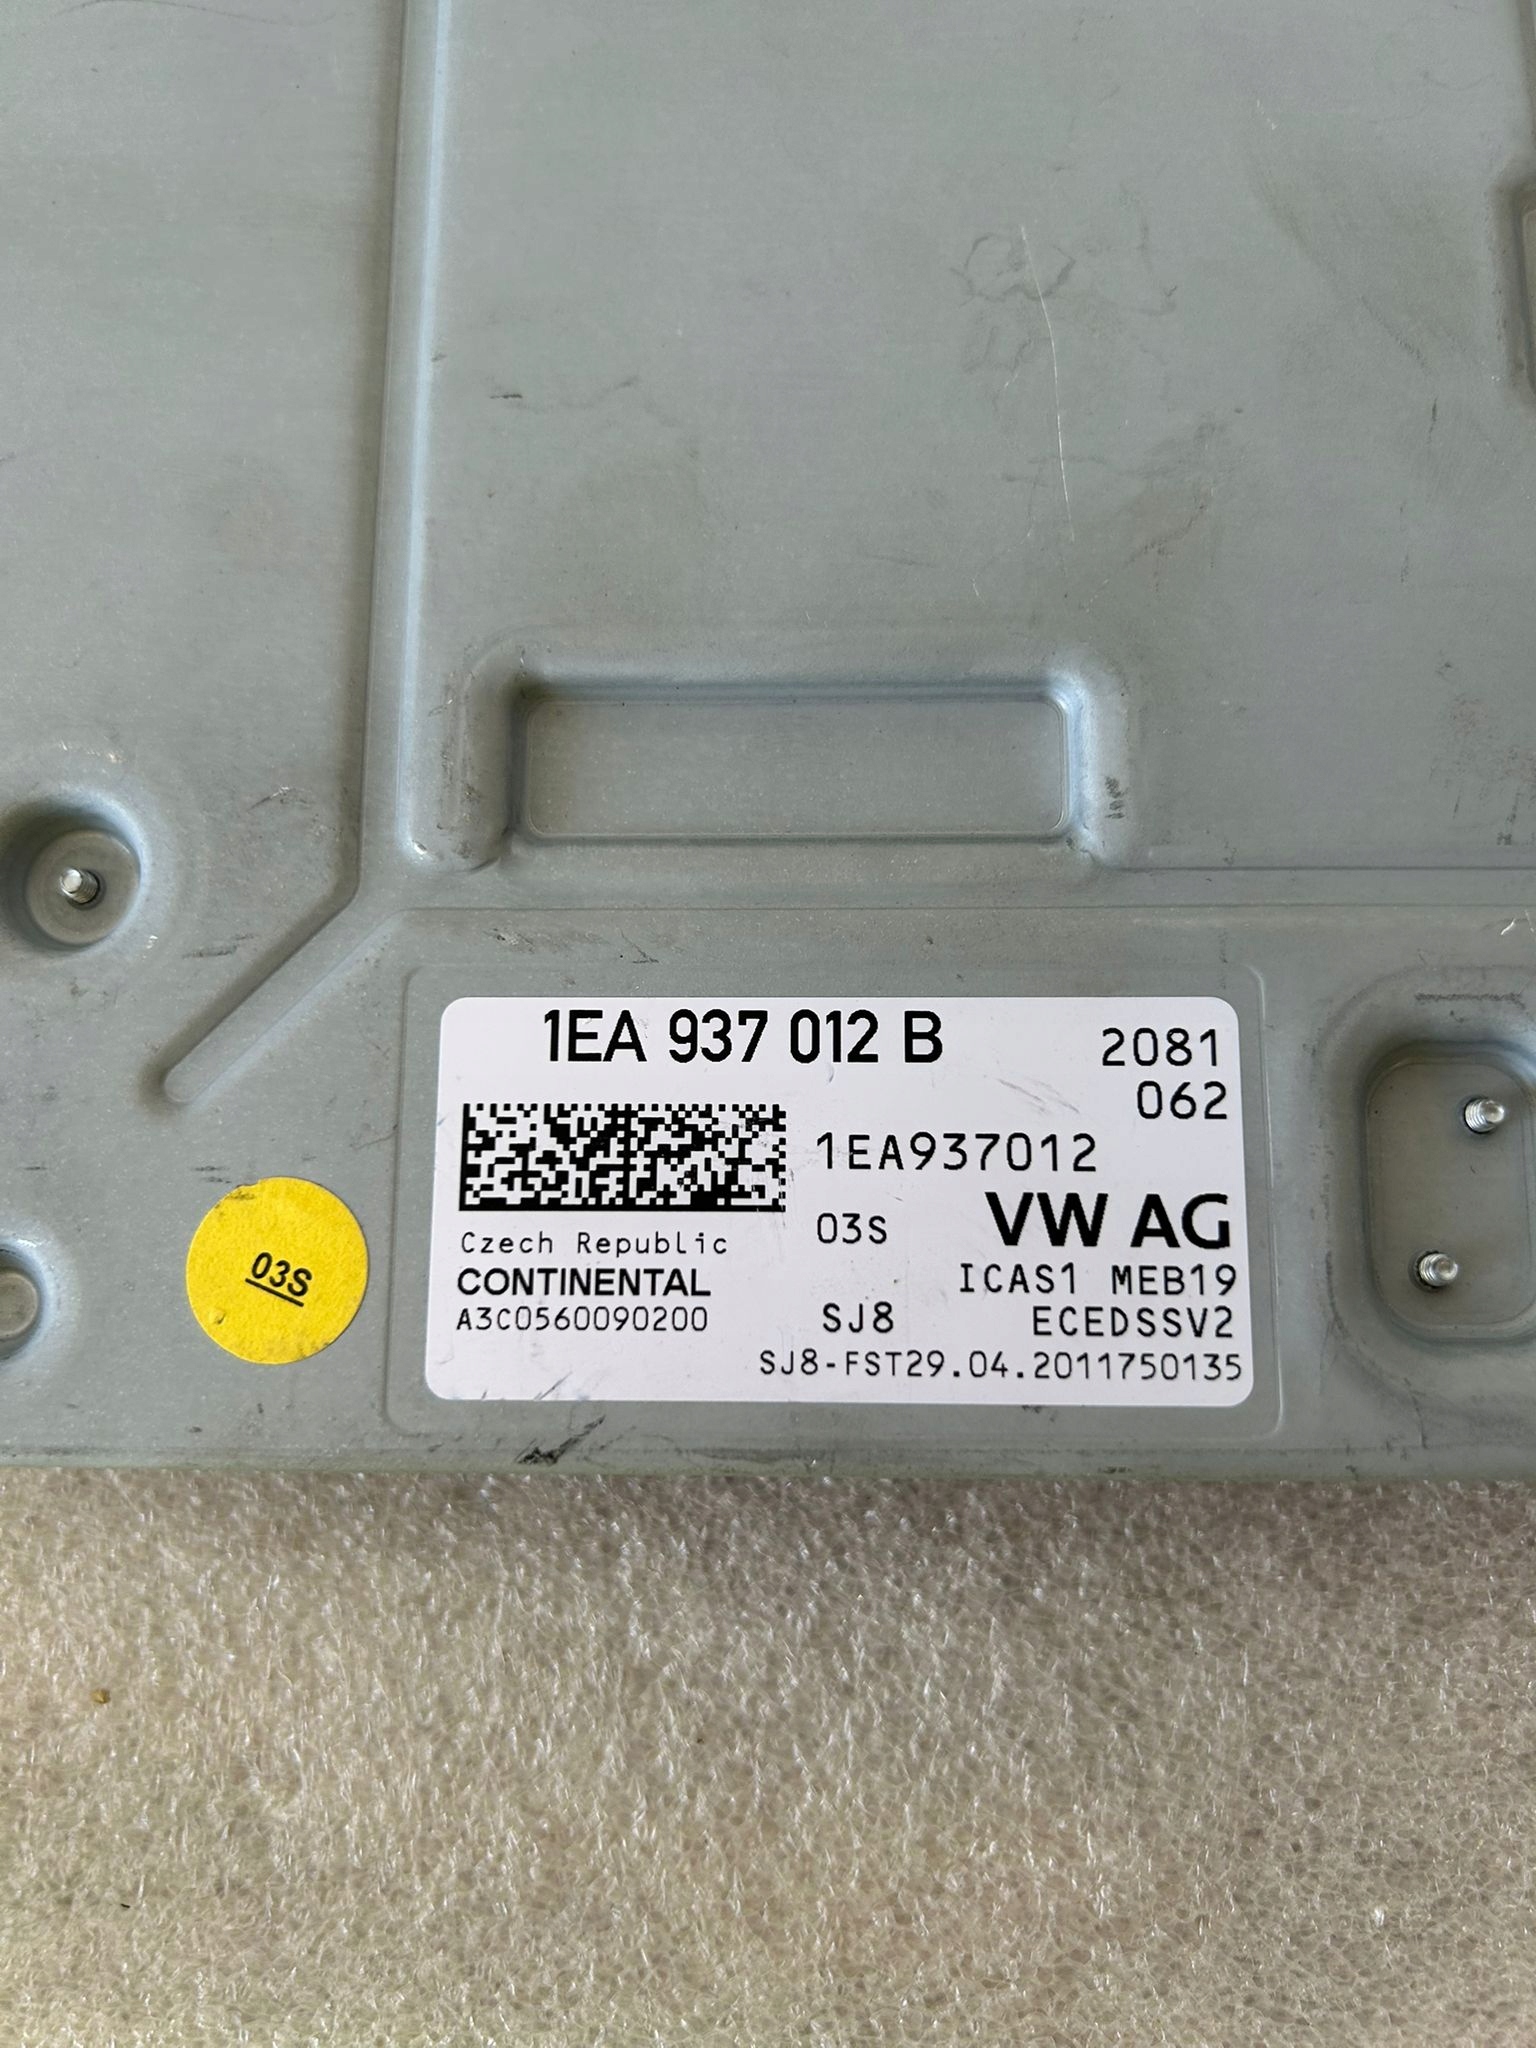 1EA 937 012 B
2081
062
1EA937012
03S
VW AG
Czech Republic
CONTINENTAL
ICAS1 MEB19
A3C0560090200
SJ8
ECEDSSV2
SJ8-FST29.04.2011750135
03S